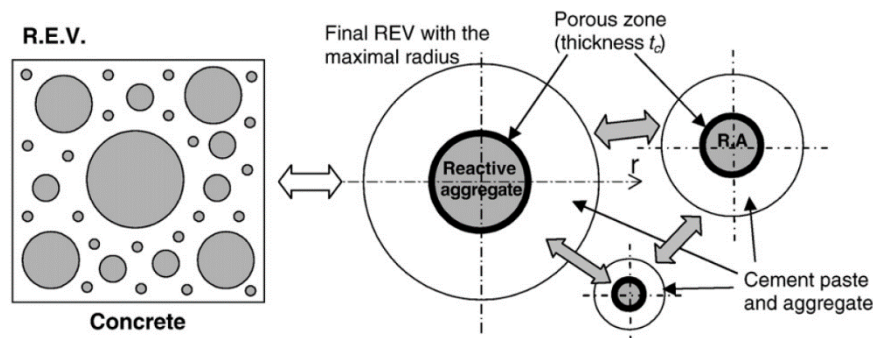 R.E.V.
Concrete
Final REV with the
maximal radius
Porous zone
(thickness tc)
Reactive
aggregate
r
R.A
Cement paste
and aggregate